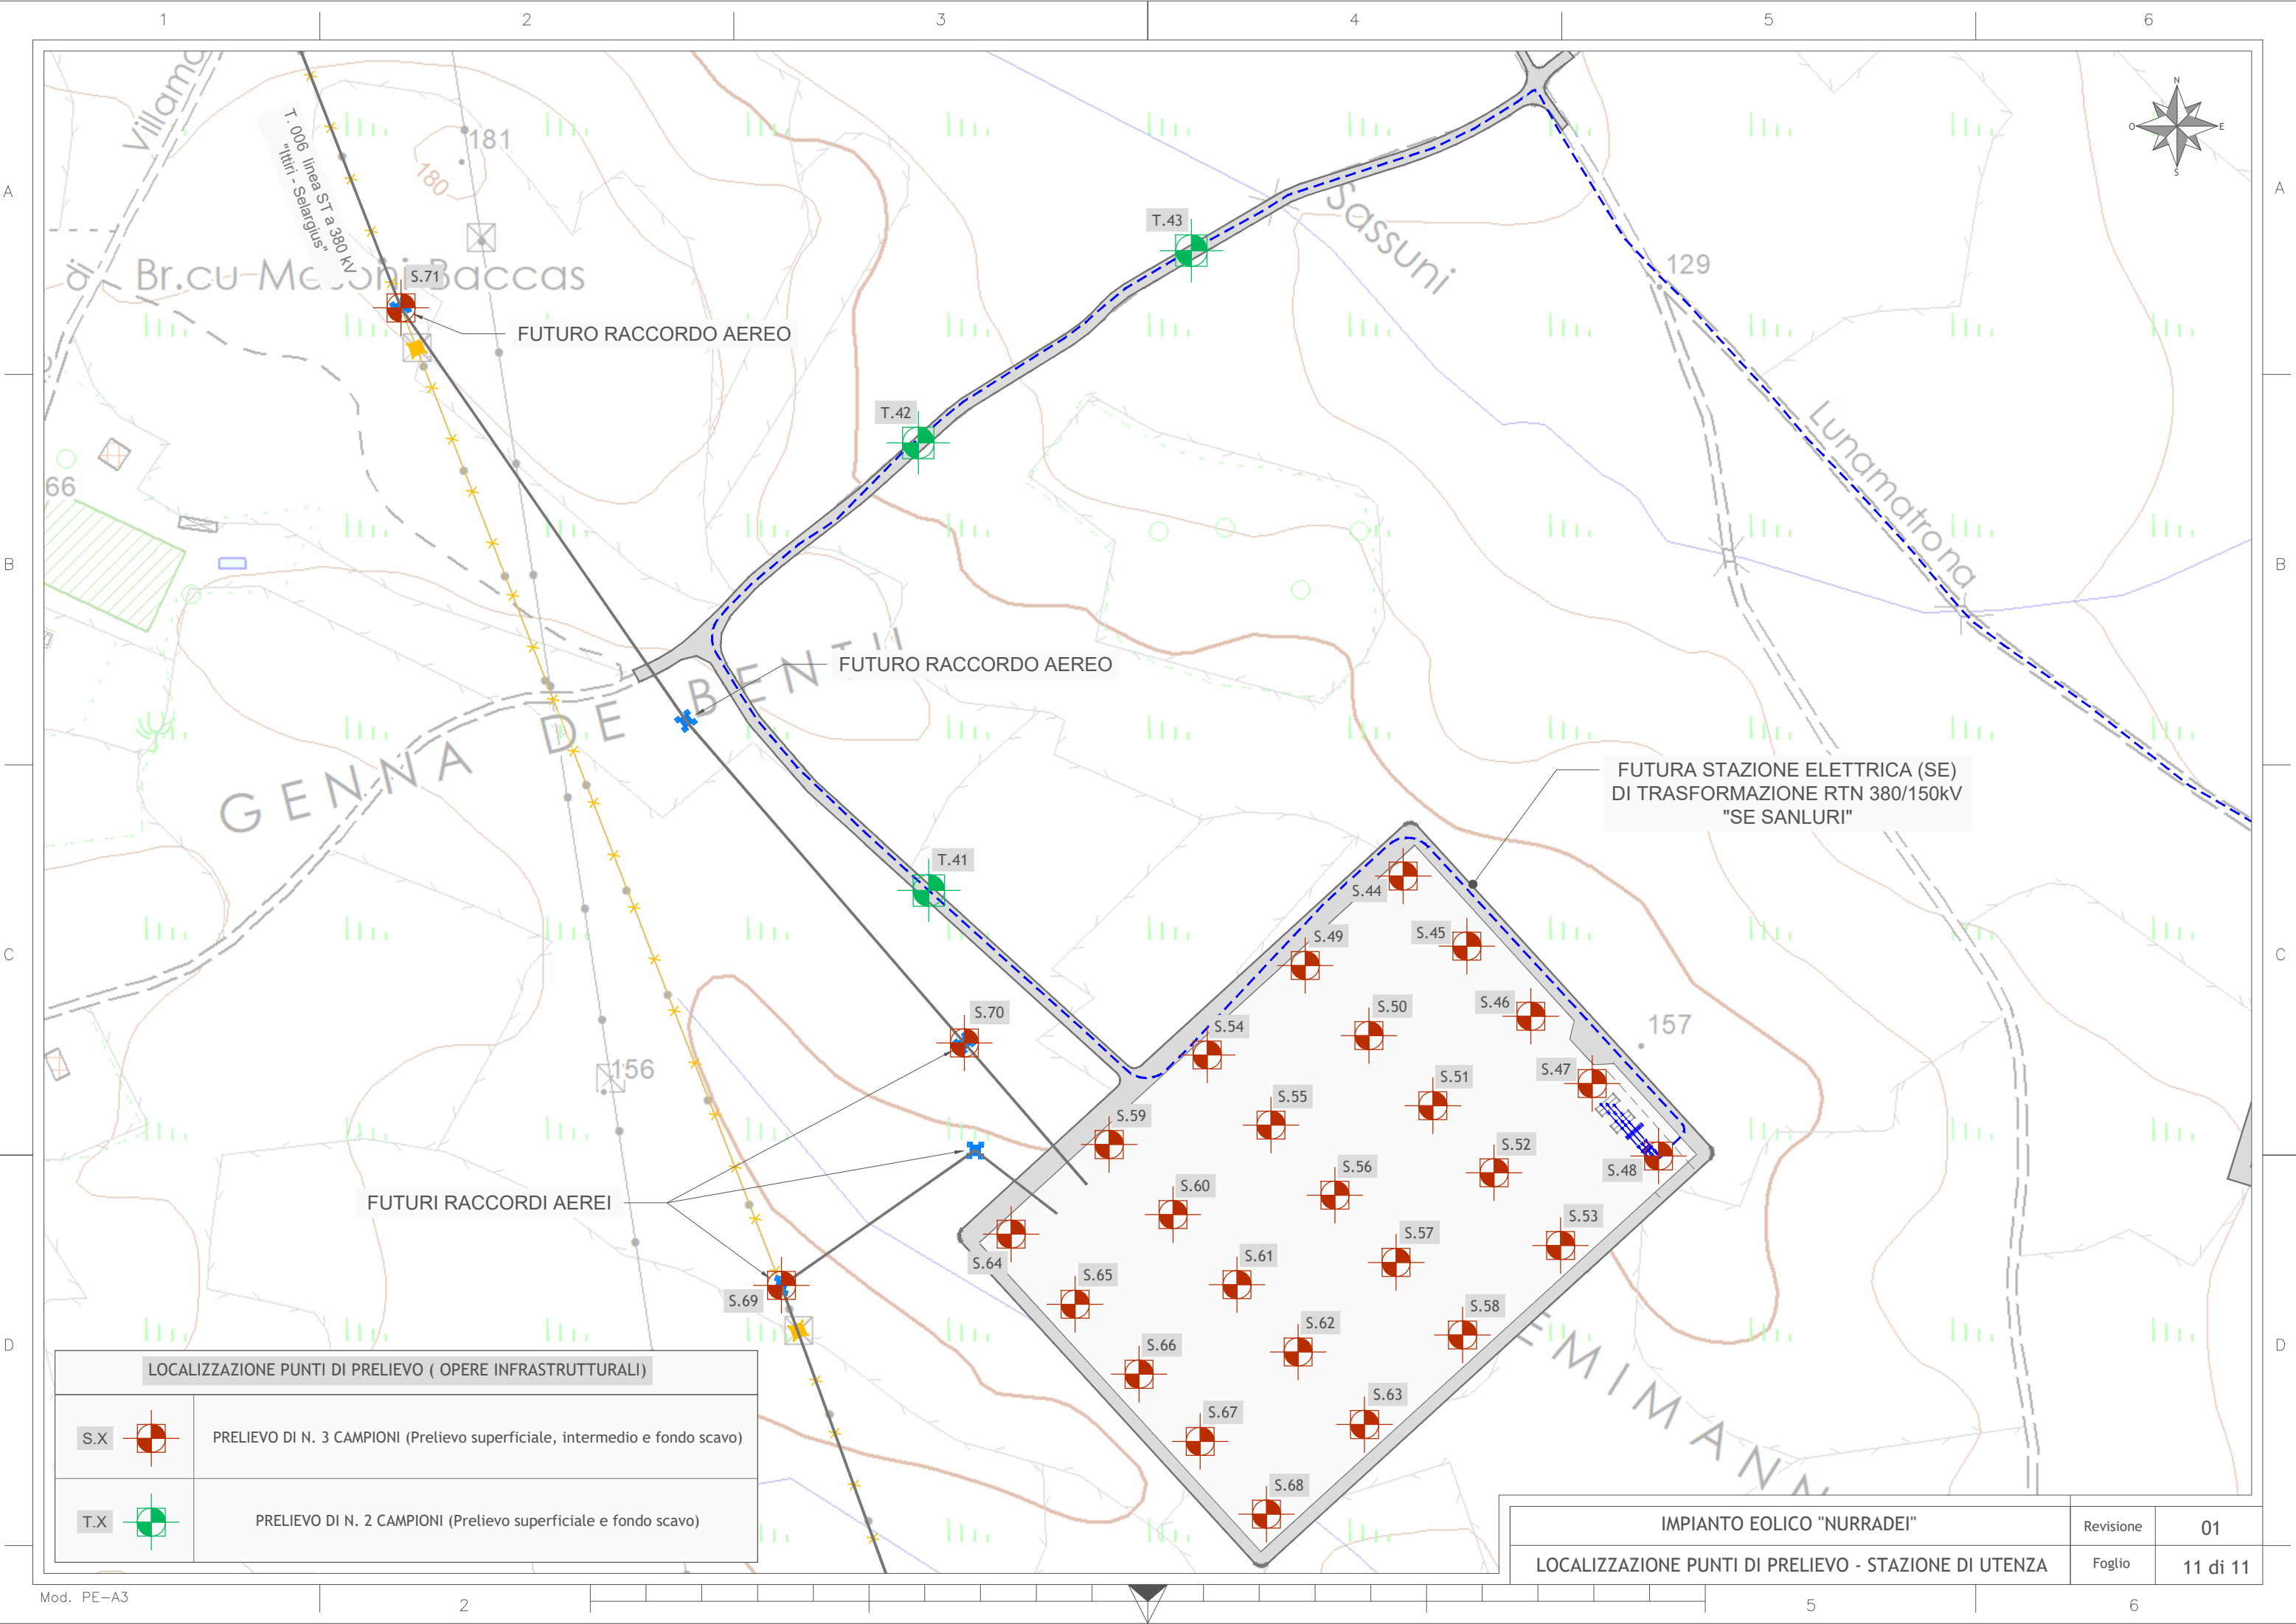 1
2
3
4
5
6
A
A
B
B
C
C
D
D
N
O
E
S
di
181
180
T. 006 linea ST a 380 kV
"Ittiri - Selargius"
S.71
FUTURO RACCORDO AEREO
T.43
Sassuni
129
T.42
66
Lunamatrona
GENNA DE BENTU
FUTURO RACCORDO AEREO
FUTURA STAZIONE ELETTRICA (SE)
DI TRASFORMAZIONE RTN 380/150kV
"SE SANLURI"
T.41
S.44
S.45
S.49
S.46
S.50
S.54
S.70
157
S.47
156
S.51
S.55
S.59
S.52
S.48
S.56
S.60
FUTURI RACCORDI AEREI
S.53
S.57
S.61
S.64
S.65
S.69
S.58
S.62
S.66
S.63
S.67
S.68
LOCALIZZAZIONE PUNTI DI PRELIEVO ( OPERE INFRASTRUTTURALI)
S.X PRELIEVO DI N. 3 CAMPIONI (Prelievo superficiale, intermedio e fondo scavo)
T.X PRELIEVO DI N. 2 CAMPIONI (Prelievo superficiale e fondo scavo)
IMPIANTO EOLICO "NURRADEI"
Revisione
01
LOCALIZZAZIONE PUNTI DI PRELIEVO - STAZIONE DI UTENZA
Foglio
11 di 11
Mod. PE-A3
2
5
6